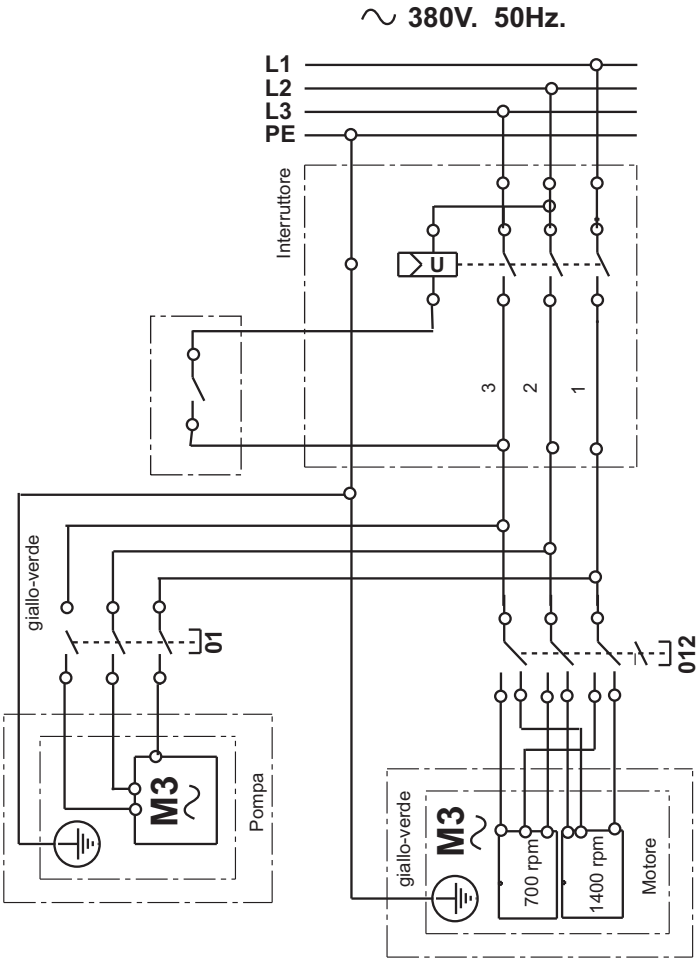 380V. 50Hz.
L1
L2
L3
PE
Interruttore
U
3
2
1
giallo-verde
01
012
M3
Pompa
giallo-verde
M3
700 rpm
1400 rpm
Motore